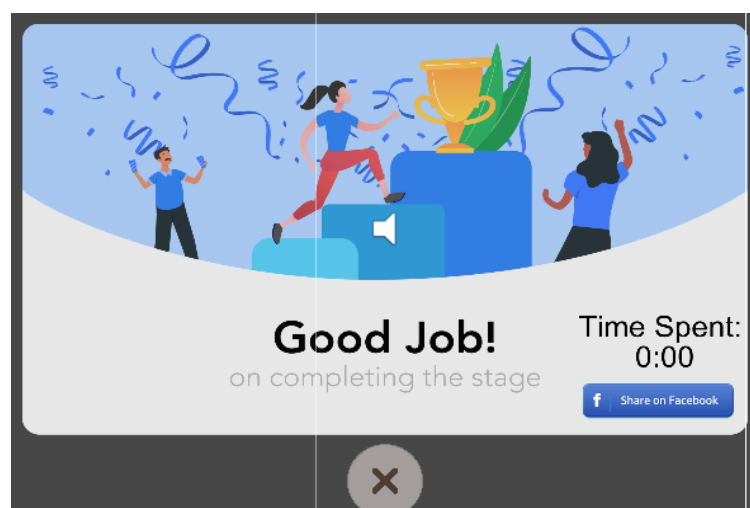 Good Job!
on completing the stage
Time Spent:
0:00
f Share on Facebook